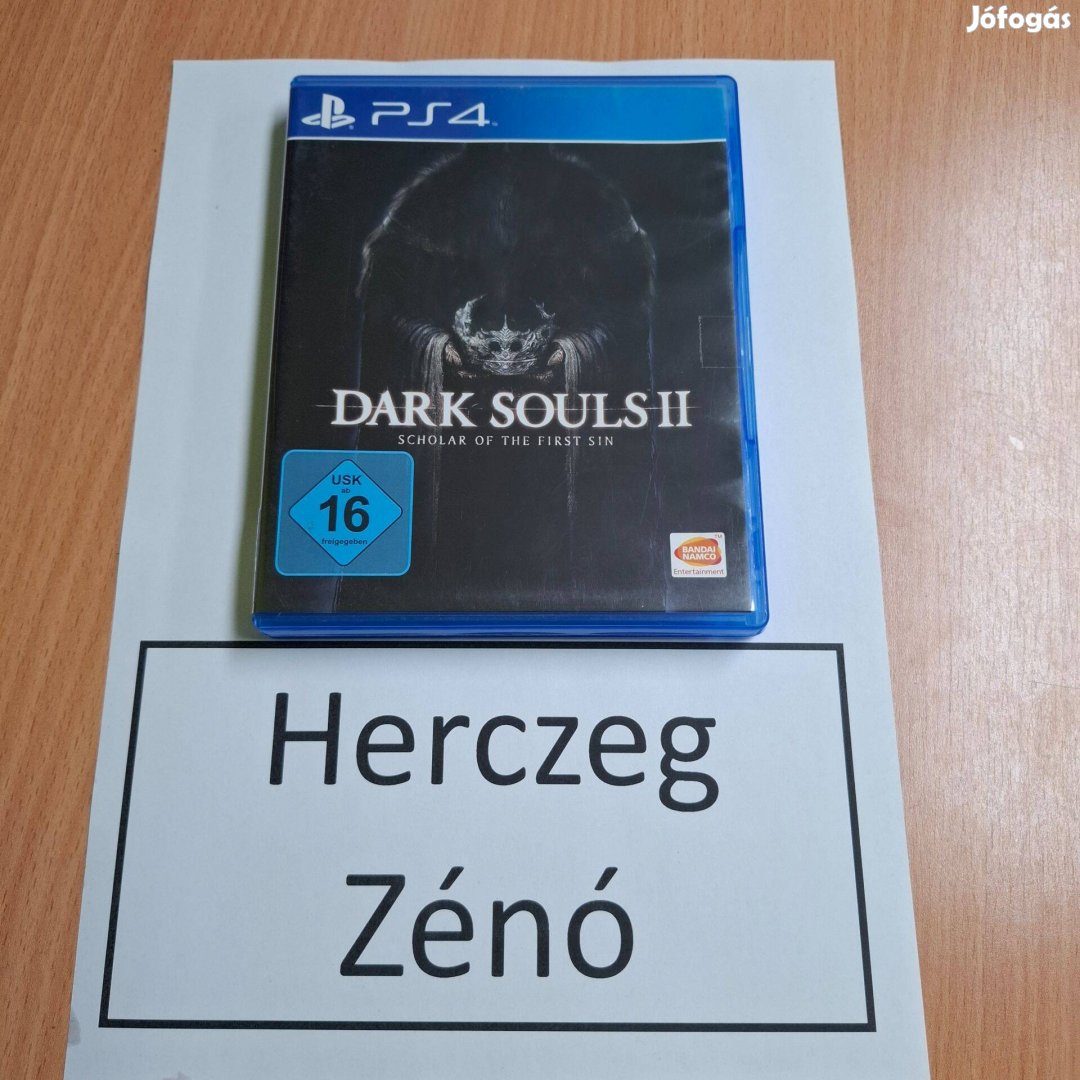 Jófogás
PS4
DARK SOULS II
SCHOLAR OF THE FIRST SIN
USK
ab
16
freigegeben
BANDAI
NAMCO
Entertainment
Herczeg
Zénó